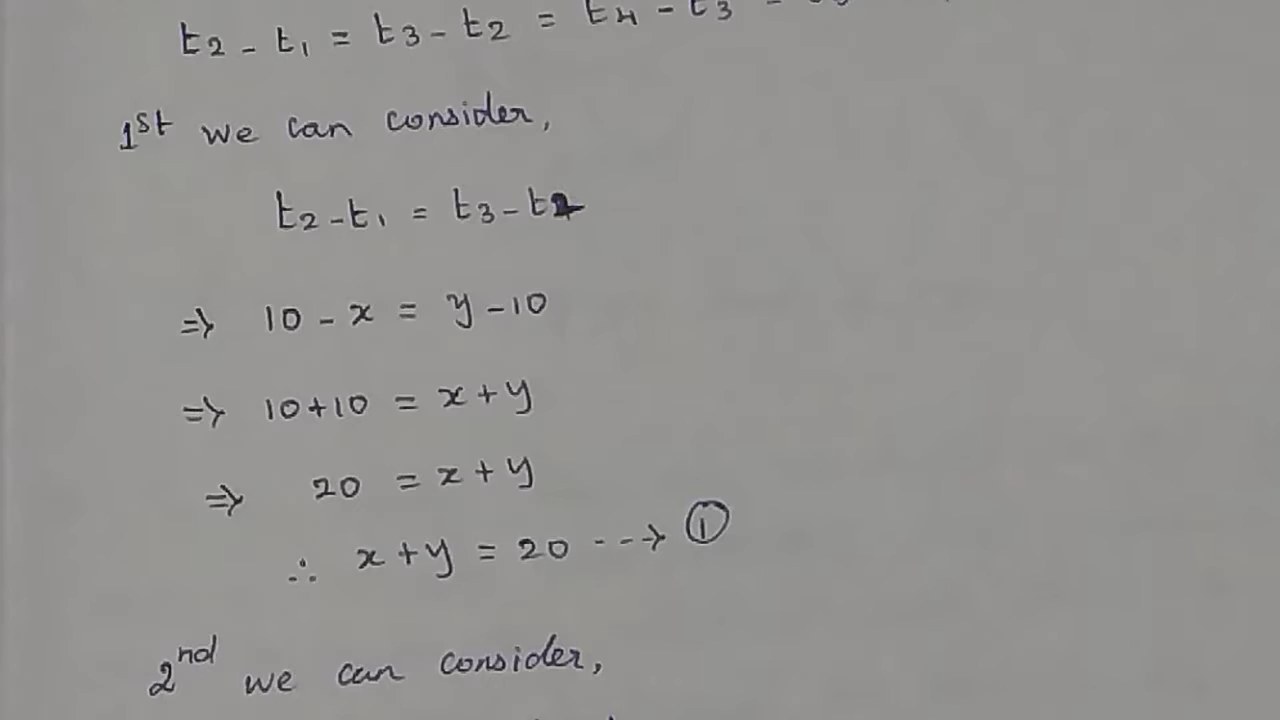 t2 - t1 = t3 - t2 = t4 - t3
1st we can consider,
t2 - t1 = t3 - t2
=> 10 - x = y - 10
=> 10 + 10 = x + y
=> 20 = x + y
∴ x + y = 20 ---> ①
2nd we can consider,